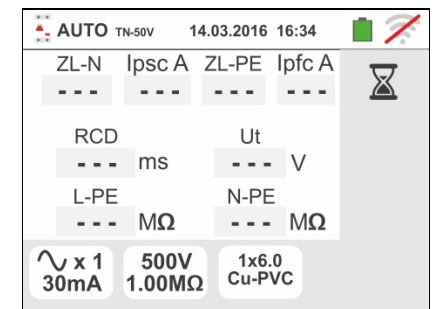 AUTO TN-50V 14.03.2016 16:34
ZL-N Ipsc A ZL-PE Ipfc A
--- --- --- ---
RCD Ut
--- ms --- V
L-PE N-PE
--- MΩ --- MΩ
x 1 500V 1x6.0
30mA 1.00MΩ Cu-PVC